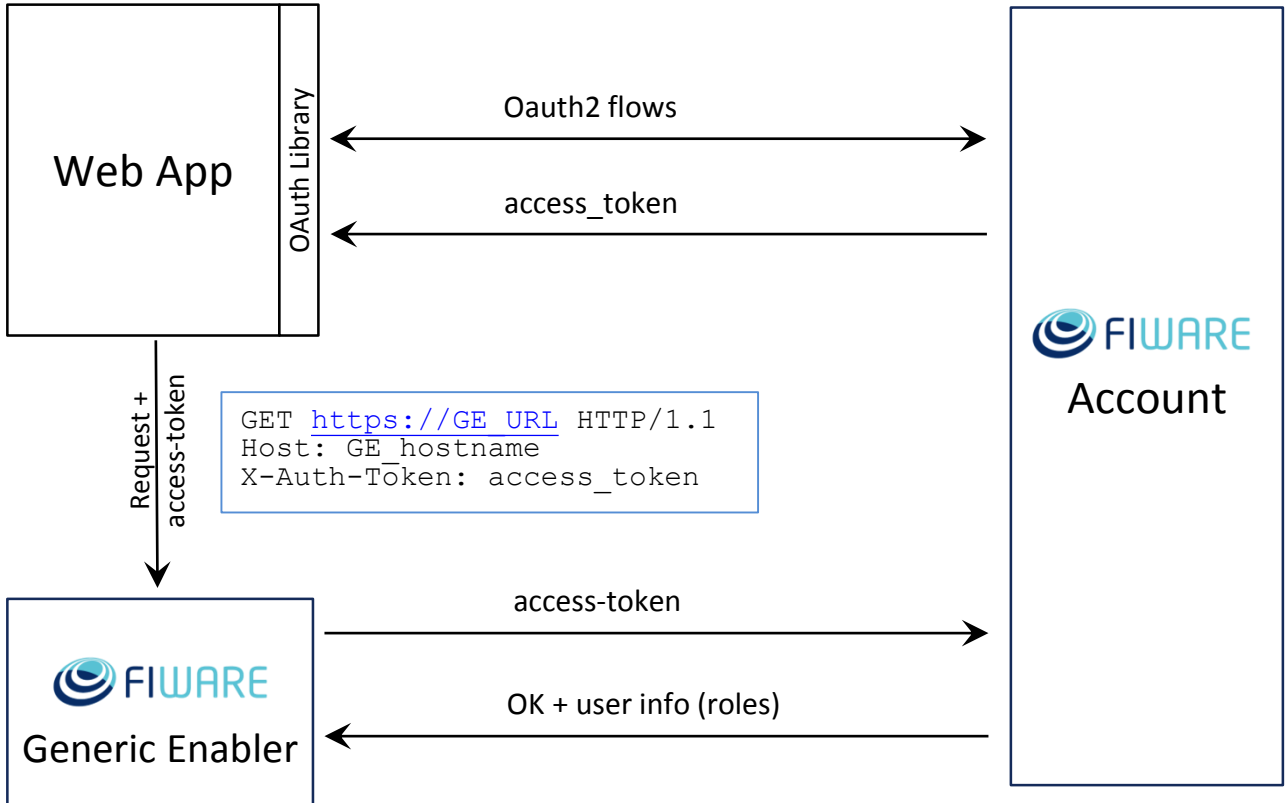 Oauth2 flows
Web App
OAuth Library
access_token
FIWARE
Account
Request +
access-token
GET https://GE_URL HTTP/1.1
Host: GE_hostname
X-Auth-Token: access_token
access-token
FIWARE
Generic Enabler
OK + user info (roles)